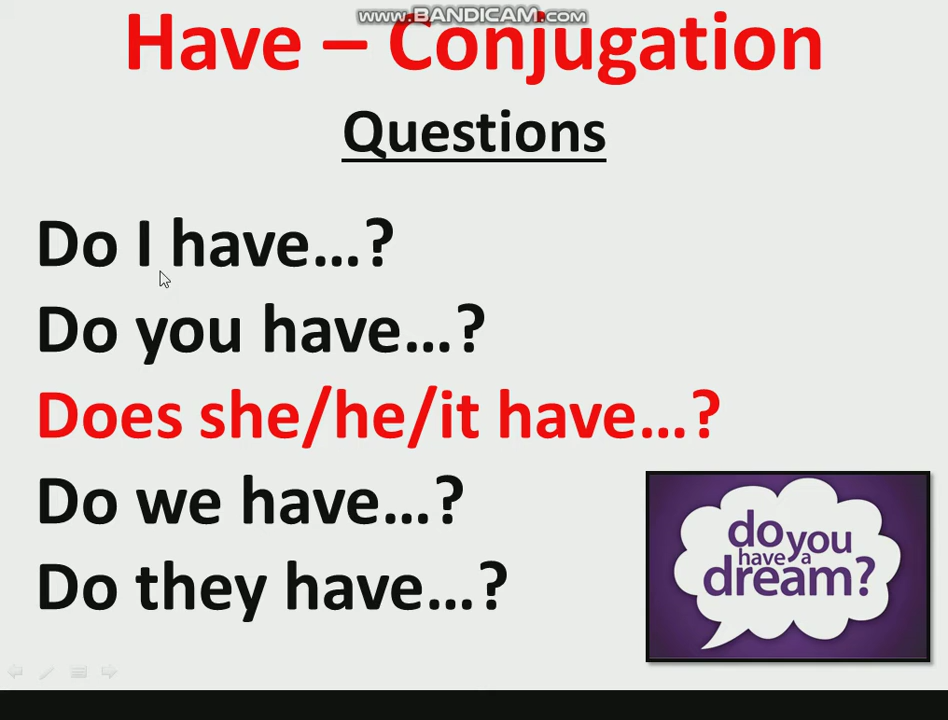 www.BANDICAM.com
Have – Conjugation
Questions
Do I have...?
Do you have...?
Does she/he/it have...?
Do we have...?
Do they have...?
do you
have a
dream?